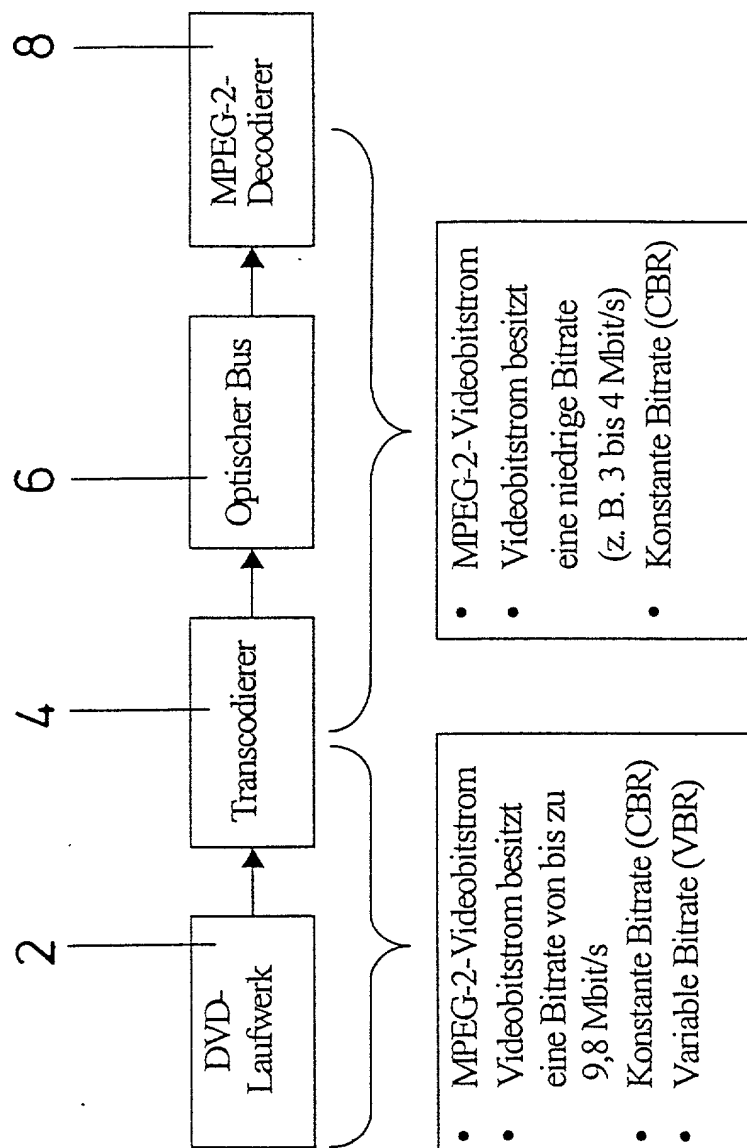 2
4
6
8
DVD-
Laufwerk
Transcodierer
Optischer Bus
MPEG-2-
Decodierer
• MPEG-2-Videobitstrom
• Videobitstrom besitzt
eine Bitrate von bis zu
9,8 Mbit/s
• Konstante Bitrate (CBR)
• Variable Bitrate (VBR)
• MPEG-2-Videobitstrom
• Videobitstrom besitzt
eine niedrige Bitrate
(z. B. 3 bis 4 Mbit/s)
• Konstante Bitrate (CBR)